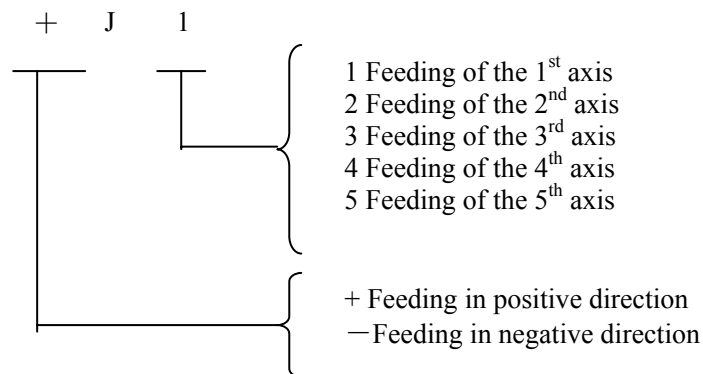 + J 1
1 Feeding of the 1st axis
2 Feeding of the 2nd axis
3 Feeding of the 3rd axis
4 Feeding of the 4th axis
5 Feeding of the 5th axis
+ Feeding in positive direction
－Feeding in negative direction